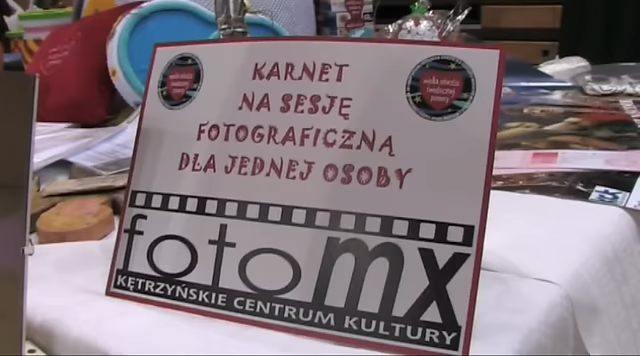 KARNET
NA SESJĘ
FOTOGRAFICZNĄ
DLA JEDNEJ OSOBY
fotomx
KĘTRZYŃSKIE CENTRUM KULTURY